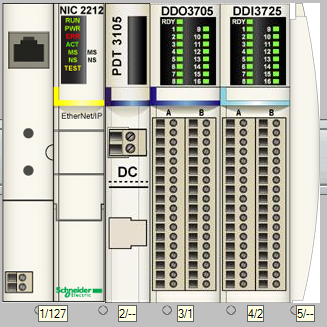 NIC 2212
RUN
PWR
ERR
ACT
MS MS
NS NS
TEST
EtherNet/IP
Schneider
Electric
PDT 3105
DC
DDO3705
RDY
1 9
2 10
3 11
4 12
5 13
6 14
7 15
8 16
A B
DDI3725
RDY
1 9
2 10
3 11
4 12
5 13
6 14
7 15
8 16
A B
1/127
2/--
3/1
4/2
5/--